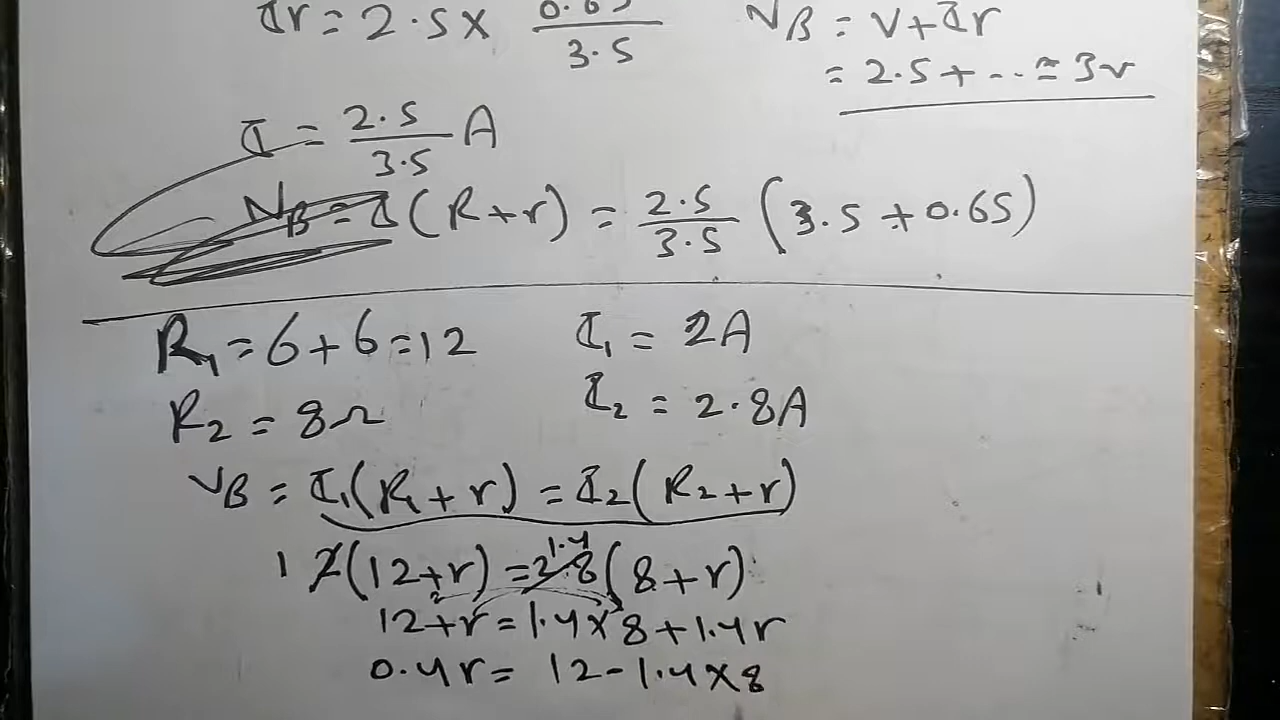 Ir = 2.5 × 0.65/3.5
V_B = V + Ir
= 2.5 + ... ≅ 3v
I = 2.5/3.5 A
V_B = I (R + r) = 2.5/3.5 (3.5 + 0.65)
R₁ = 6 + 6 = 12
I₁ = 2A
R₂ = 8Ω
I₂ = 2.8A
V_B = I₁(R₁ + r) = I₂(R₂ + r)
1.4
1 2(12 + r) = 2.8(8 + r)
12 + r = 1.4 × 8 + 1.4r
0.4r = 12 - 1.4 × 8